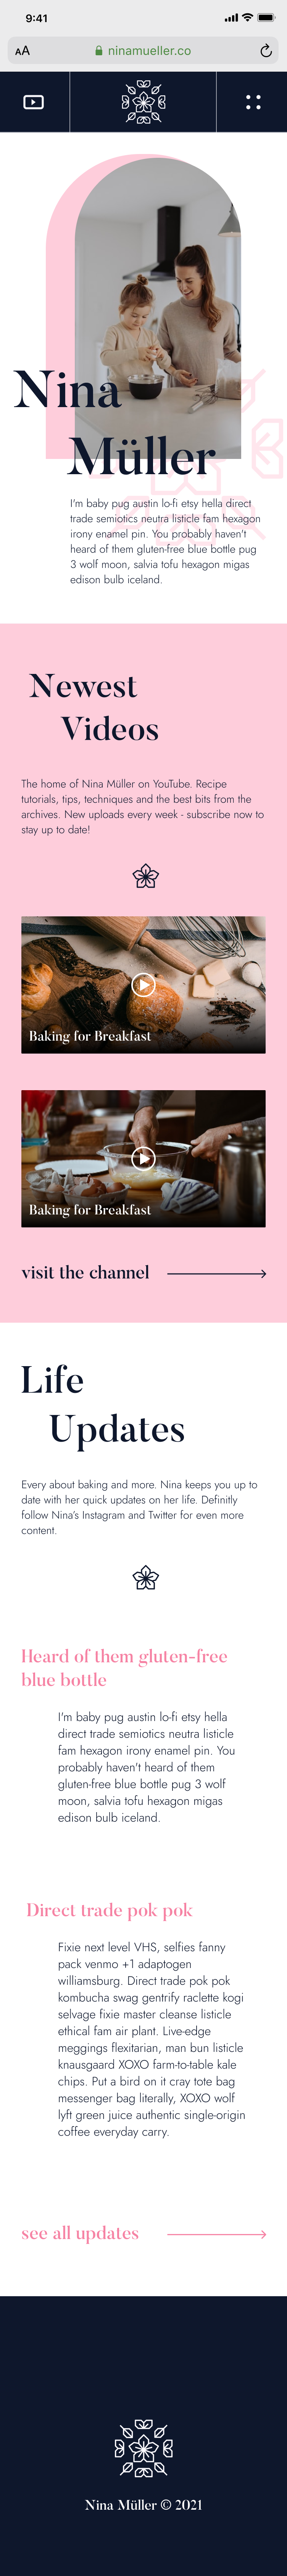 9:41
AA
ninamueller.co
Nina
Müller
I'm baby pug austin lo-fi etsy hella direct
trade semiotics neutra listicle fam hexagon
irony enamel pin. You probably haven't
heard of them gluten-free blue bottle pug
3 wolf moon, salvia tofu hexagon migas
edison bulb iceland.
Newest
Videos
The home of Nina Müller on YouTube. Recipe
tutorials, tips, techniques and the best bits from the
archives. New uploads every week - subscribe now to
stay up to date!
Baking for Breakfast
Baking for Breakfast
visit the channel
Life
Updates
Every about baking and more. Nina keeps you up to
date with her quick updates on her life. Definitly
follow Nina's Instagram and Twitter for even more
content.
Heard of them gluten-free
blue bottle
I'm baby pug austin lo-fi etsy hella
direct trade semiotics neutra listicle
fam hexagon irony enamel pin. You
probably haven't heard of them
gluten-free blue bottle pug 3 wolf
moon, salvia tofu hexagon migas
edison bulb iceland.
Direct trade pok pok
Fixie next level VHS, selfies fanny
pack venmo +1 adaptogen
williamsburg. Direct trade pok pok
kombucha swag gentrify raclette kogi
selvage fixie master cleanse listicle
ethical fam air plant. Live-edge
meggings flexitarian, man bun listicle
knausgaard XOXO farm-to-table kale
chips. Put a bird on it cray tote bag
messenger bag literally, XOXO wolf
lyft green juice authentic single-origin
coffee everyday carry.
see all updates
Nina Müller © 2021